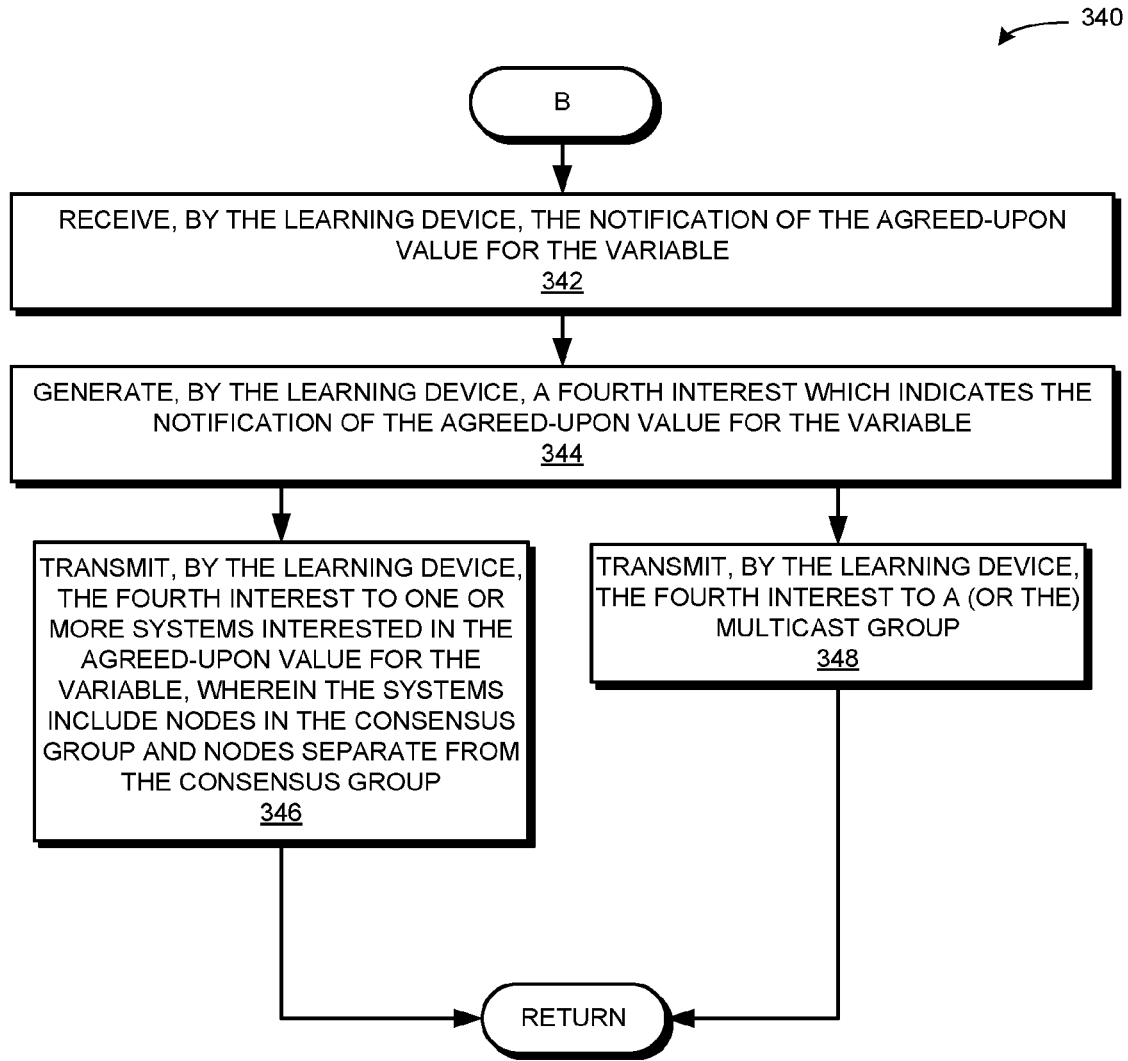 340
B
RECEIVE, BY THE LEARNING DEVICE, THE NOTIFICATION OF THE AGREED-UPON
VALUE FOR THE VARIABLE
342
GENERATE, BY THE LEARNING DEVICE, A FOURTH INTEREST WHICH INDICATES THE
NOTIFICATION OF THE AGREED-UPON VALUE FOR THE VARIABLE
344
TRANSMIT, BY THE LEARNING DEVICE,
THE FOURTH INTEREST TO ONE OR
MORE SYSTEMS INTERESTED IN THE
AGREED-UPON VALUE FOR THE
VARIABLE, WHEREIN THE SYSTEMS
INCLUDE NODES IN THE CONSENSUS
GROUP AND NODES SEPARATE FROM
THE CONSENSUS GROUP
346
TRANSMIT, BY THE LEARNING DEVICE,
THE FOURTH INTEREST TO A (OR THE)
MULTICAST GROUP
348
RETURN